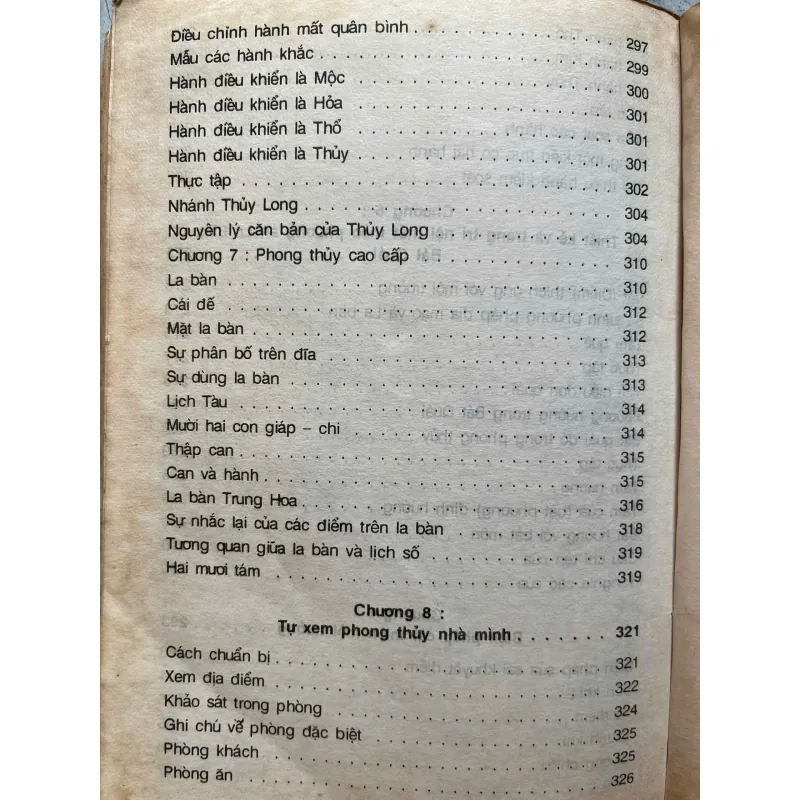 Điều chỉnh hành mất quân bình . . . . . . . . . . . . . . . 297
Mẫu các hành khắc . . . . . . . . . . . . . . . . . . . . . 299
Hành điều khiển là Mộc . . . . . . . . . . . . . . . . . . . 300
Hành điều khiển là Hỏa . . . . . . . . . . . . . . . . . . . 301
Hành điều khiển là Thổ . . . . . . . . . . . . . . . . . . . 301
Hành điều khiển là Thủy . . . . . . . . . . . . . . . . . . . 301
Thực tập . . . . . . . . . . . . . . . . . . . . . . . . . . 302
Nhánh Thủy Long . . . . . . . . . . . . . . . . . . . . . . 304
Nguyên lý căn bản của Thủy Long . . . . . . . . . . . . . . 304
Chương 7 : Phong thủy cao cấp . . . . . . . . . . . . . . . 310
La bàn . . . . . . . . . . . . . . . . . . . . . . . . . . . 310
Cái đế . . . . . . . . . . . . . . . . . . . . . . . . . . . 312
Mặt la bàn . . . . . . . . . . . . . . . . . . . . . . . . . 312
Sự phân bố trên đĩa . . . . . . . . . . . . . . . . . . . . 313
Sự dùng la bàn . . . . . . . . . . . . . . . . . . . . . . . 313
Lịch Tàu . . . . . . . . . . . . . . . . . . . . . . . . . . 314
Mười hai con giáp – chi . . . . . . . . . . . . . . . . . . 314
Thập can . . . . . . . . . . . . . . . . . . . . . . . . . . 315
Can và hành . . . . . . . . . . . . . . . . . . . . . . . . 315
La bàn Trung Hoa . . . . . . . . . . . . . . . . . . . . . . 316
Sự nhắc lại của các điểm trên la bàn . . . . . . . . . . . . 318
Tương quan giữa la bàn và lịch số . . . . . . . . . . . . . 319
Hai mươi tám . . . . . . . . . . . . . . . . . . . . . . . . 319
Chương 8 :
Tự xem phong thủy nhà mình . . . . . . . 321
Cách chuẩn bị . . . . . . . . . . . . . . . . . . . . . . . 321
Xem địa điểm . . . . . . . . . . . . . . . . . . . . . . . . 322
Khảo sát trong phòng . . . . . . . . . . . . . . . . . . . . 324
Ghi chú về phòng đặc biệt . . . . . . . . . . . . . . . . . 325
Phòng khách . . . . . . . . . . . . . . . . . . . . . . . . 325
Phòng ăn . . . . . . . . . . . . . . . . . . . . . . . . . . 326